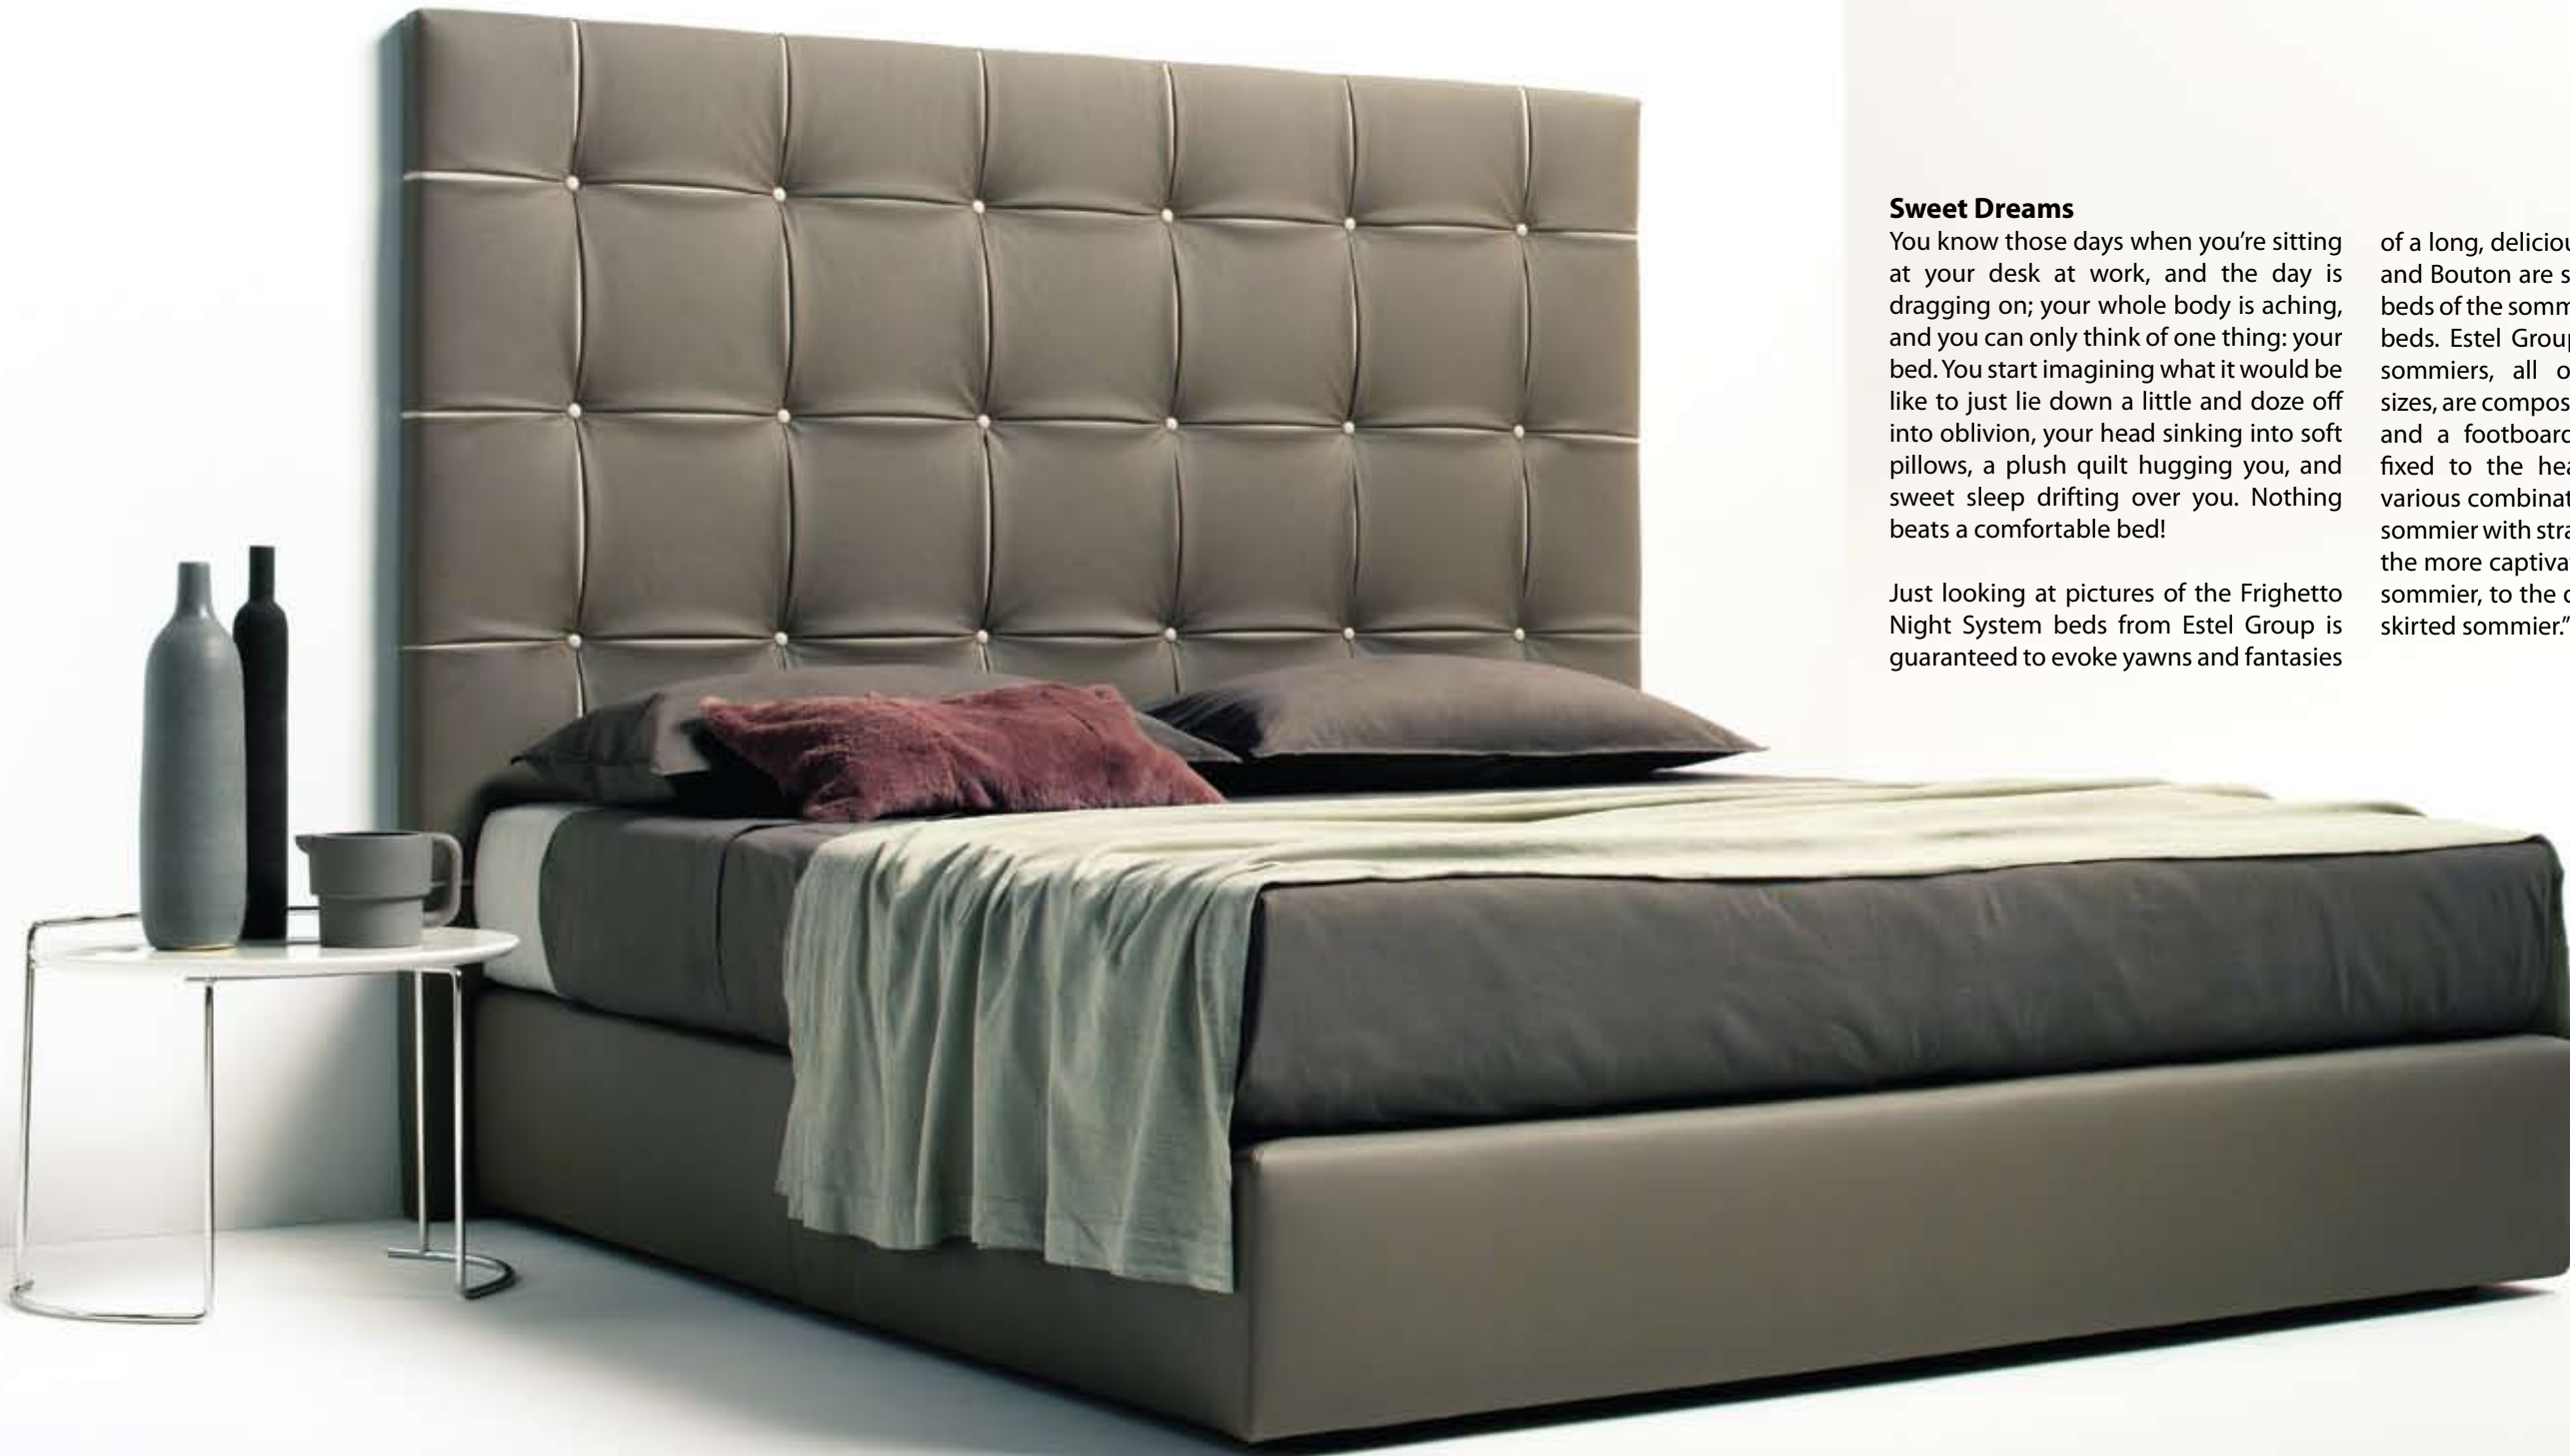 Sweet Dreams
You know those days when you’re sitting
at your desk at work, and the day is
dragging on; your whole body is aching,
and you can only think of one thing: your
bed. You start imagining what it would be
like to just lie down a little and doze off
into oblivion, your head sinking into soft
pillows, a plush quilt hugging you, and
sweet sleep drifting over you. Nothing
beats a comfortable bed!
Just looking at pictures of the Frighetto
Night System beds from Estel Group is
guaranteed to evoke yawns and fantasies
of a long,
and Bouton are
beds of the
beds. Estel
sommiers, all
sizes, are
and a
fixed to the
various
sommier with
the more
sommier, to the
skirted sommier.”